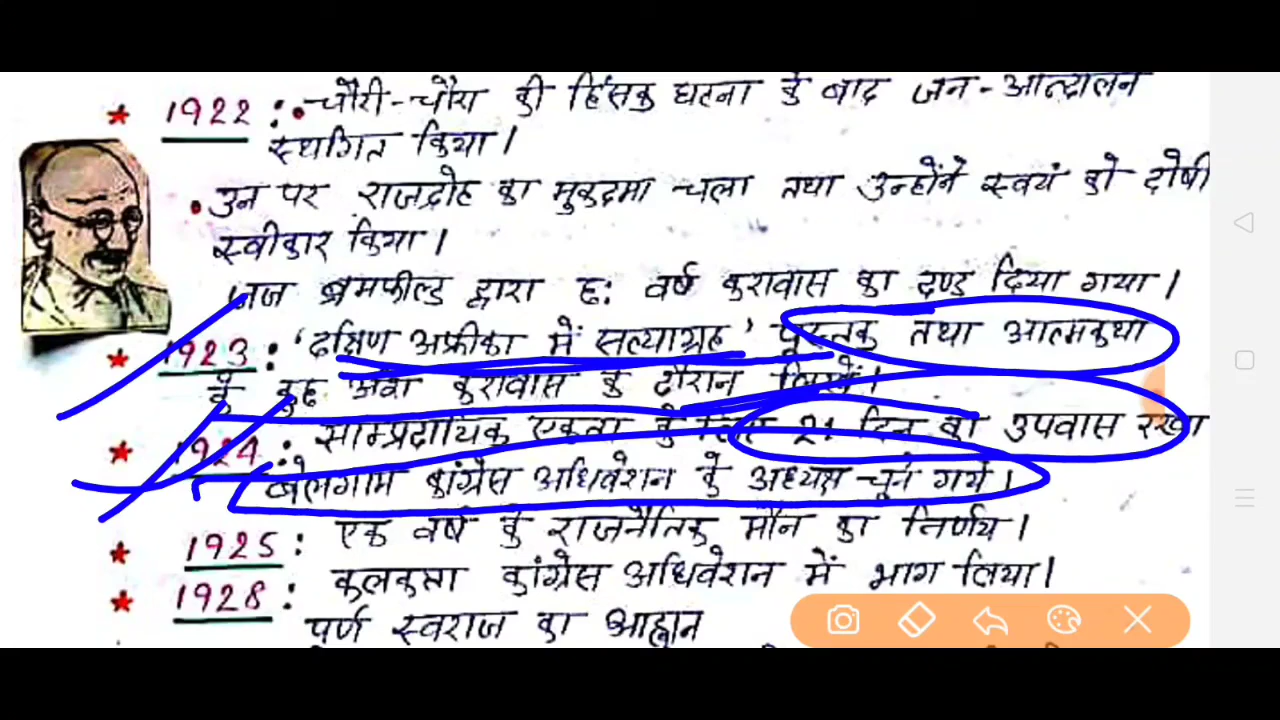 ★ 1922 : • चौरी-चौरा की हिंसक घटना के बाद जन-आन्दोलन
स्थगित किया।
• उन पर राजद्रोह का मुकदमा चला तथा उन्होंने स्वयं को दोषी
स्वीकार किया।
जज ब्रूमफील्ड द्वारा छ: वर्ष करावास का दण्ड दिया गया।
★ 1923 : 'दक्षिण अफ्रीका में सत्याग्रह' पुस्तक तथा आत्मकथा
के कुछ अंश करावास के दौरान लिखें।
★ 1924 : साम्प्रदायिक एकता के लिए 21 दिन का उपवास रखा
बेलगाम कांग्रेस अधिवेशन के अध्यक्ष चुने गये।
★ 1925 : एक वर्ष के राजनैतिक मौन का निर्णय।
★ 1928 : कलकत्ता कांग्रेस अधिवेशन में भाग लिया।
पूर्ण स्वराज का आह्वान